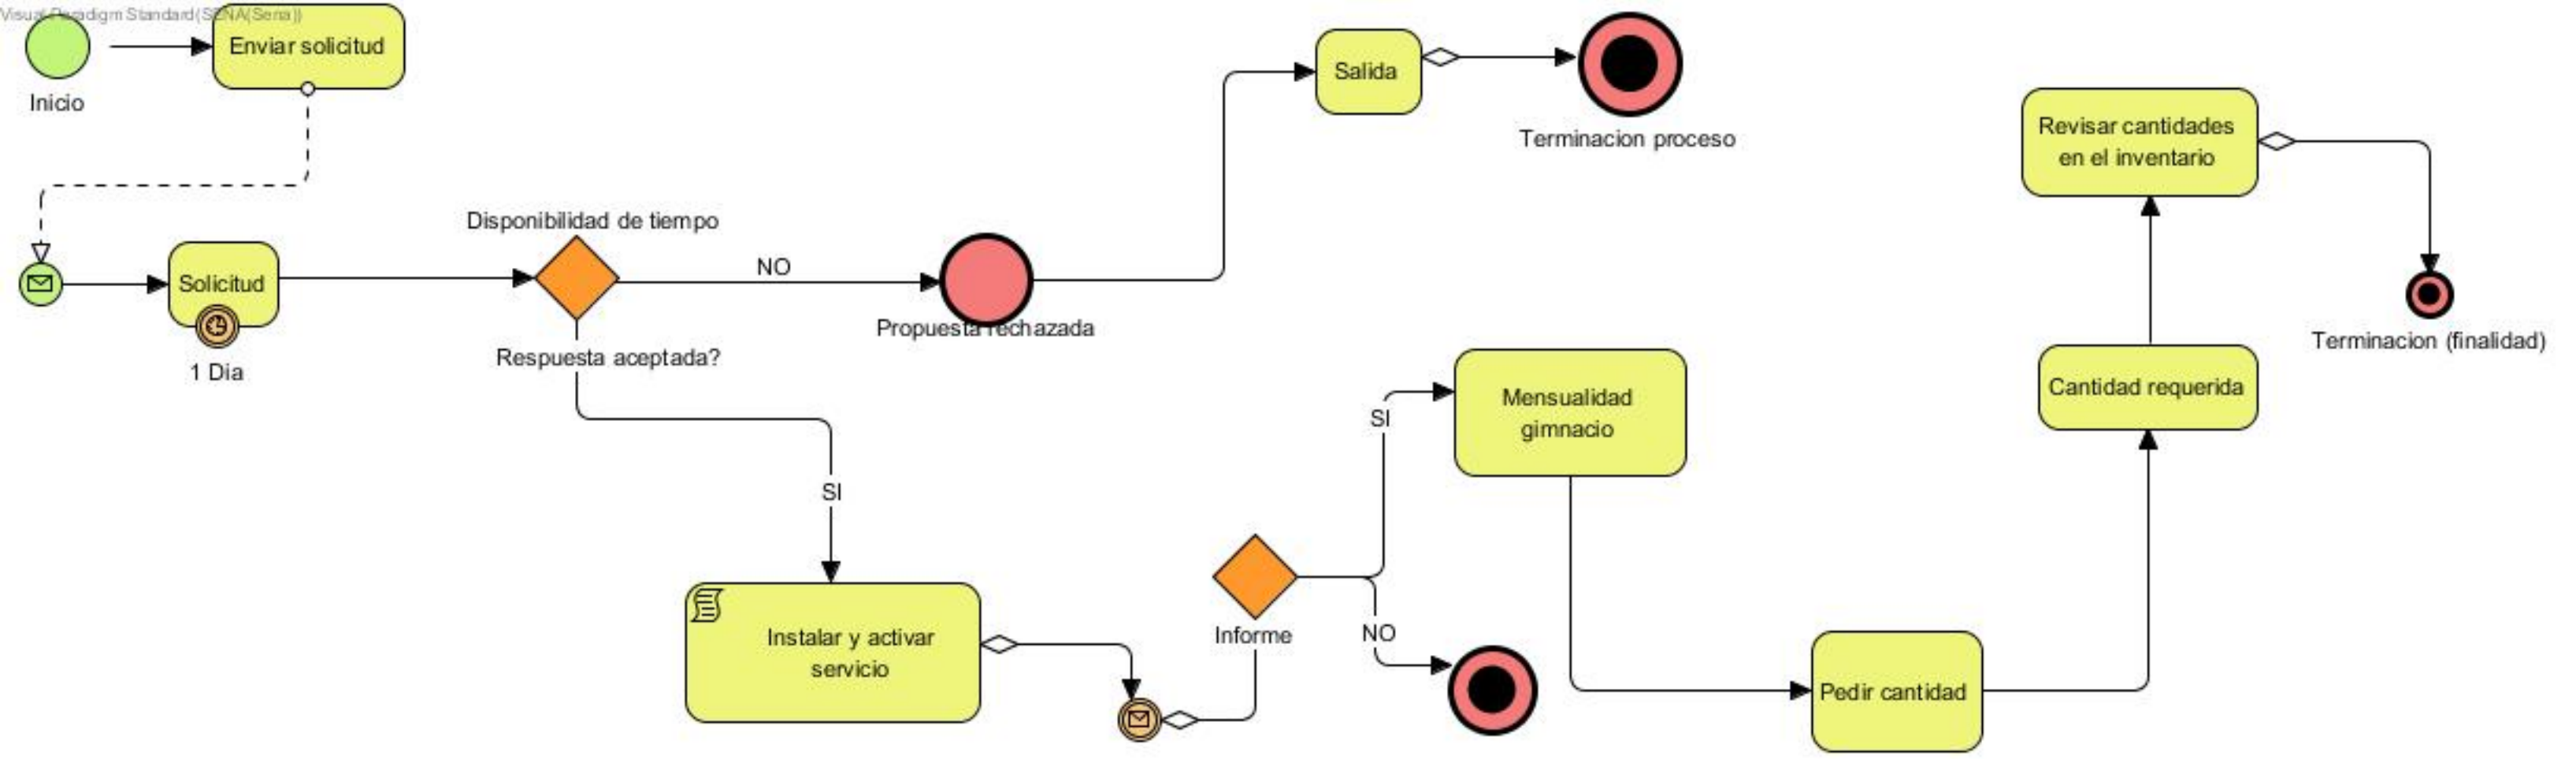 Visual Paradigm Standard(SENA(Sena))
Enviar solicitud
Inicio
Salida
Terminacion proceso
Revisar cantidades
en el inventario
Disponibilidad de tiempo
NO
Solicitud
1 Dia
Propuesta rechazada
Respuesta aceptada?
SI
Terminacion (finalidad)
Cantidad requerida
Mensualidad
gimnacio
SI
Instalar y activar
servicio
Informe
NO
Pedir cantidad